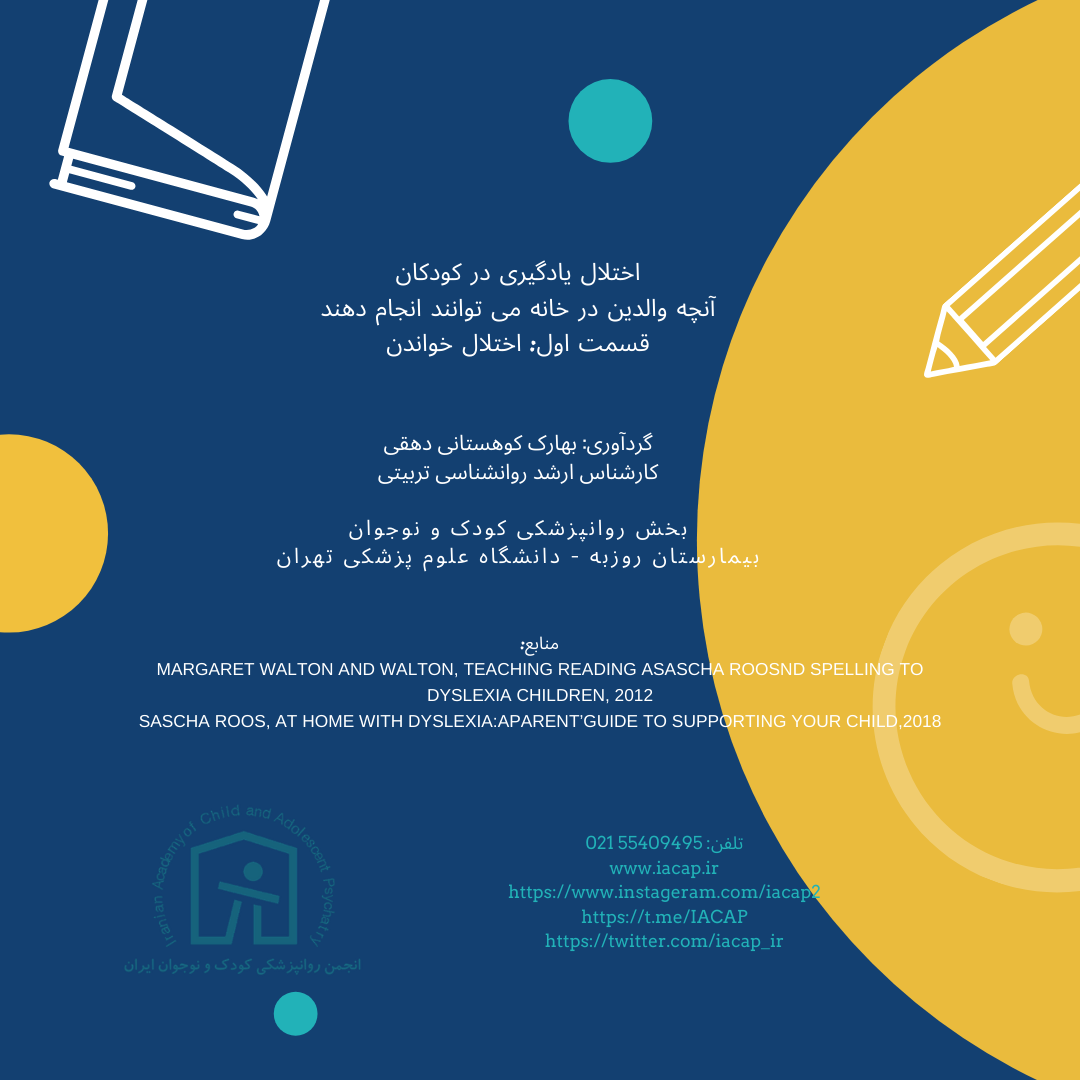 اختلال یادگیری در کودکان
آنچه والدین در خانه می توانند انجام دهند
قسمت اول: اختلال خواندن
گردآوری: بهارک کوهستانی دهقی
کارشناس ارشد روانشناسی تربیتی
بخش روانپزشکی کودک و نوجوان
بیمارستان روزبه - دانشگاه علوم پزشکی تهران
منابع:
MARGARET WALTON AND WALTON, TEACHING READING ASASCHA ROOSND SPELLING TO
DYSLEXIA CHILDREN, 2012
SASCHA ROOS, AT HOME WITH DYSLEXIA:APARENT'GUIDE TO SUPPORTING YOUR CHILD,2018
Iranian Academy of Child and Adolescent Psychatry
انجمن روانپزشکی کودک و نوجوان ایران
تلفن: 55409495 021
www.iacap.ir
https://www.instageram.com/iacap2
https://t.me/IACAP
https://twitter.com/iacap_ir